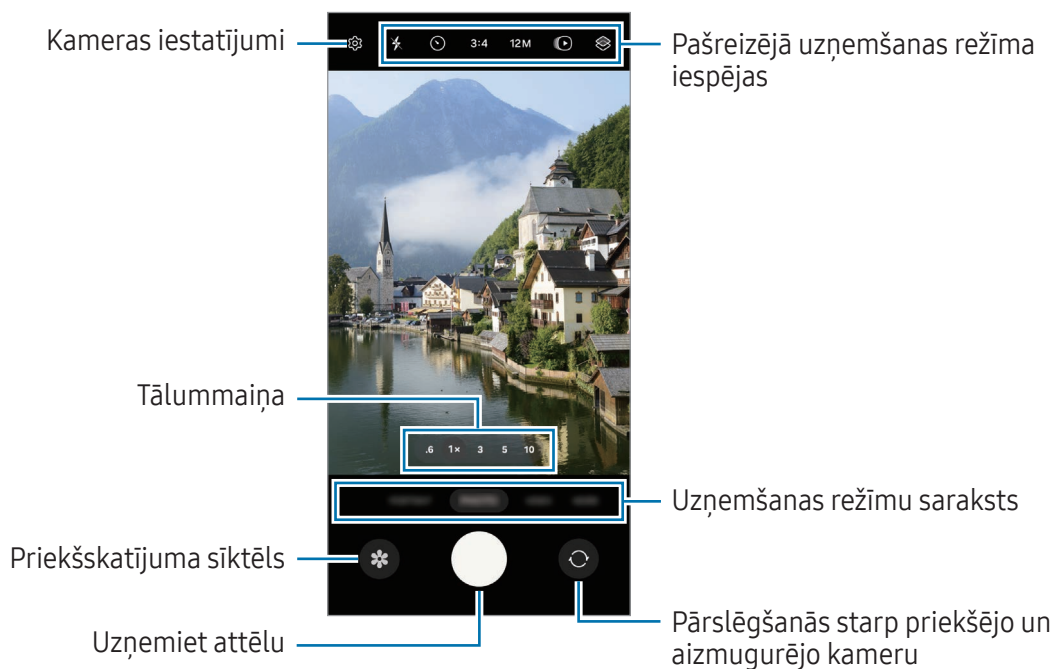 Kameras iestatījumi
3:4
12M
Pašreizējā uzņemšanas režīma
iespējas
Tālummaiņa
.6 1× 3 5 10
Uzņemšanas režīmu saraksts
Priekšskatījuma sīktēls
Uzņemiet attēlu
Pārslēgšanās starp priekšējo un
aizmugurējo kameru